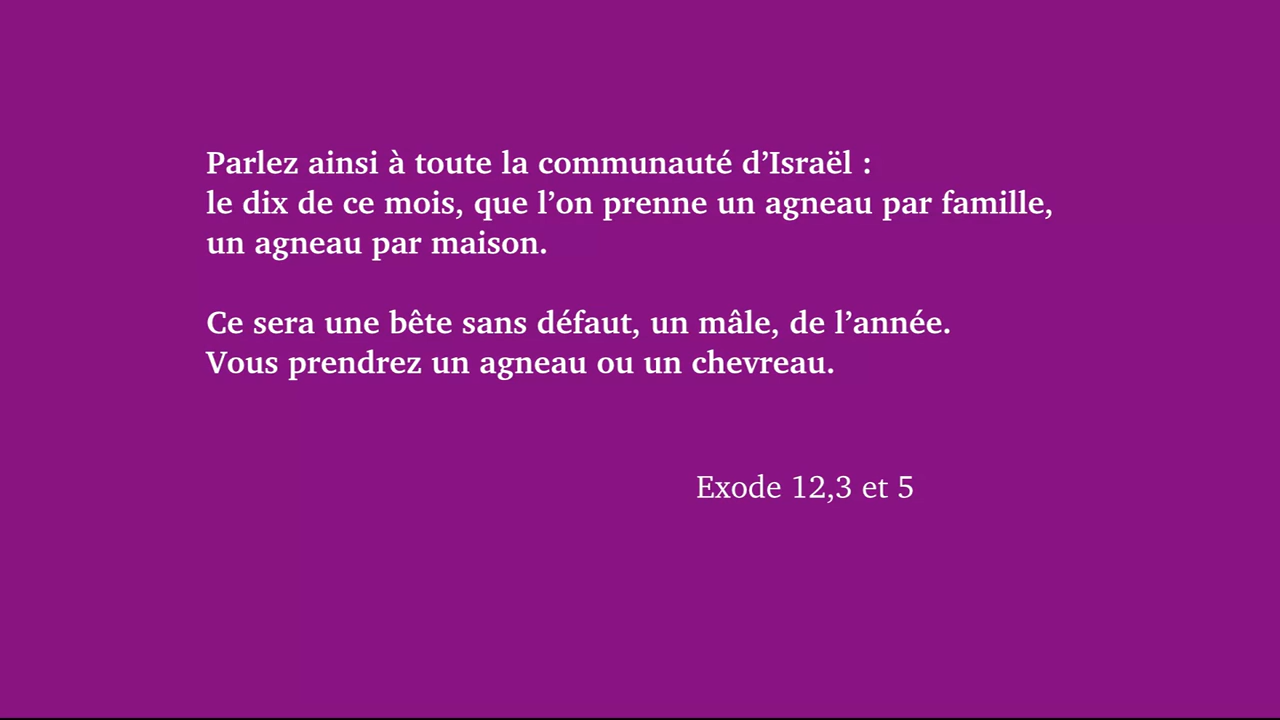 Parlez ainsi à toute la communauté d’Israël :
le dix de ce mois, que l’on prenne un agneau par famille,
un agneau par maison.
Ce sera une bête sans défaut, un mâle, de l’année.
Vous prendrez un agneau ou un chevreau.
Exode 12,3 et 5